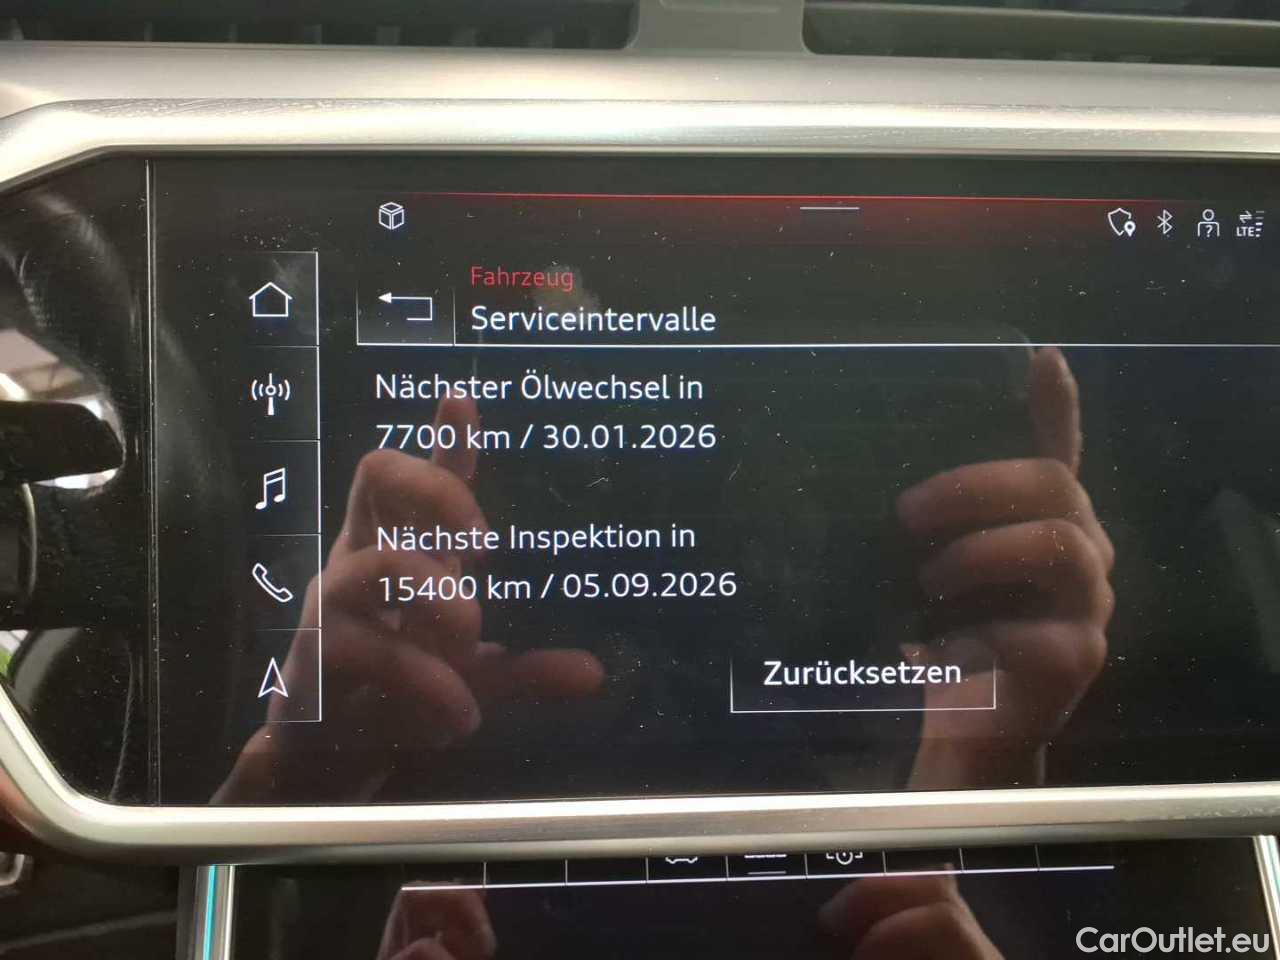 LTE
Fahrzeug
Serviceintervalle
Nächster Ölwechsel in
7700 km / 30.01.2026
Nächste Inspektion in
15400 km / 05.09.2026
Zurücksetzen
CarOutlet.eu